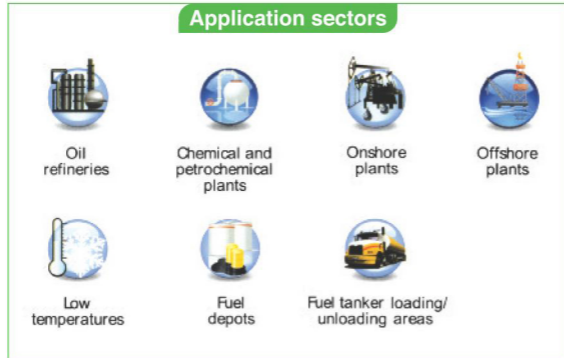 Application sectors
Oil
refineries
Chemical and
petrochemical
plants
Onshore
plants
Offshore
plants
Low
temperatures
Fuel
depots
Fuel tanker loading/
unloading areas